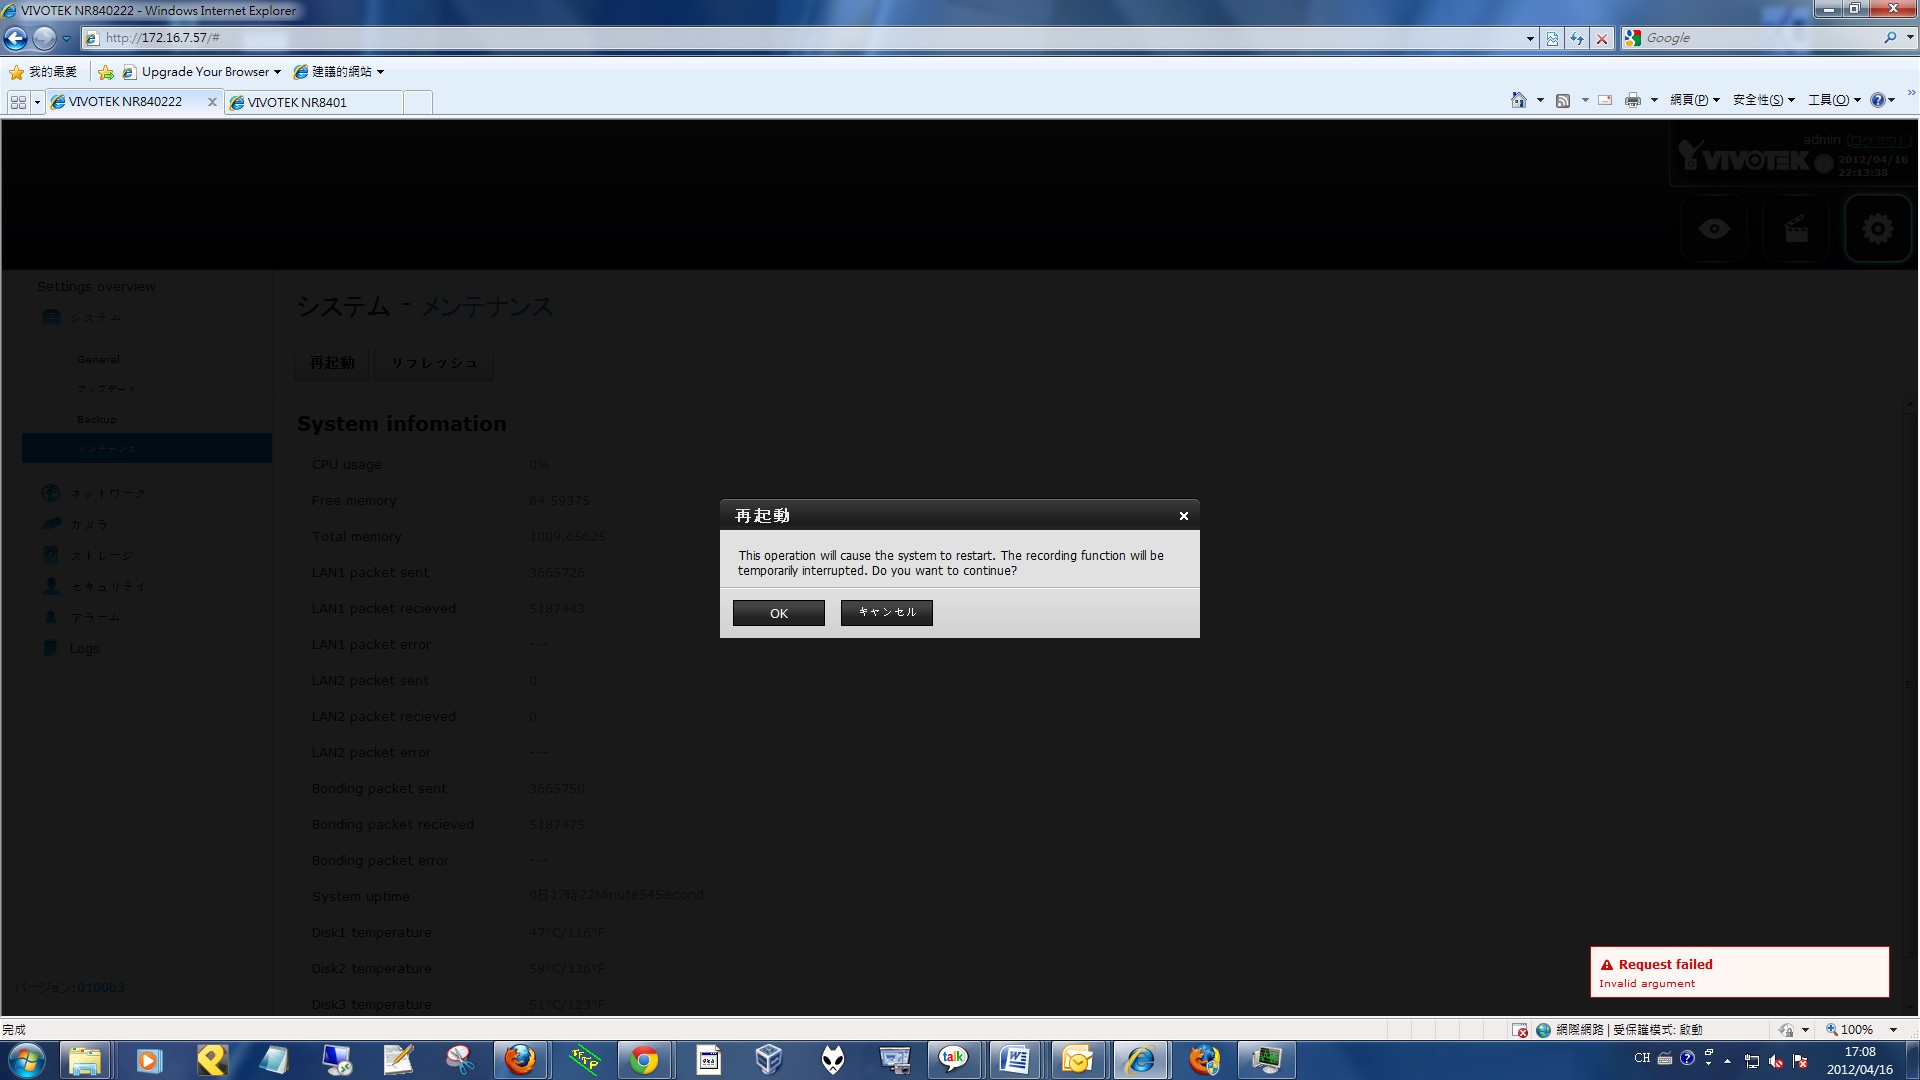 VIVOTEK NR840222 - Windows Internet Explorer
http://172.16.7.57/#
Google
我的最愛
Upgrade Your Browser
建議的網站
VIVOTEK NR840222
VIVOTEK NR8401
網頁(P)
安全性(S)
工具(O)
admin (ログアウト)
VIVOTEK
2012/04/16
22:13:38
Settings overview
システム
General
アップデート
Backup
メンテナンス
ネットワーク
カメラ
ストレージ
セキュリティ
アラーム
Logs
バージョン:0100b3
システム - メンテナンス
再起動
リフレッシュ
System infomation
CPU usage 0%
Free memory 84.59375
Total memory 1009.65625
LAN1 packet sent 3665726
LAN1 packet recieved 5187443
LAN1 packet error ---
LAN2 packet sent 0
LAN2 packet recieved 0
LAN2 packet error ---
Bonding packet sent 3665750
Bonding packet recieved 5187475
Bonding packet error ---
System uptime 0日17時22Minute54Second
Disk1 temperature 47°C/116°F
Disk2 temperature 58°C/136°F
Disk3 temperature 51°C/123°F
再起動
This operation will cause the system to restart. The recording function will be
temporarily interrupted. Do you want to continue?
OK
キャンセル
Request failed
Invalid argument
完成
網際網路 | 受保護模式: 啟動
100%
talk
CH
17:08
2012/04/16